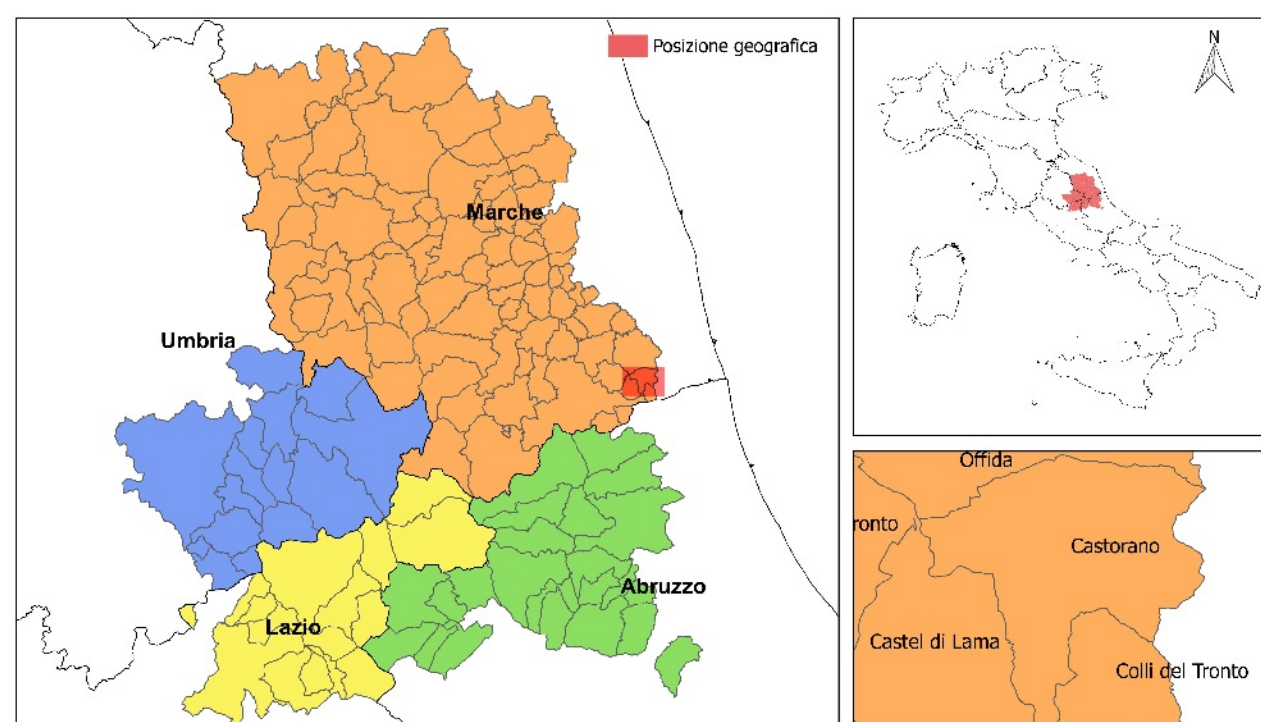 Posizione geografica
Marche
Umbria
Abruzzo
Lazio
N
Offida
ronto
Castorano
Castel di Lama
Colli del Tronto